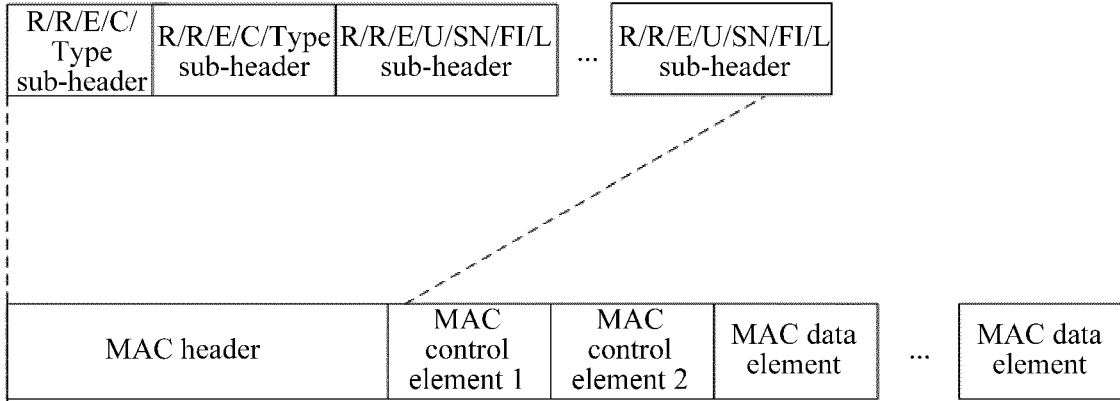 R/R/E/C/
Type
sub-header
R/R/E/C/Type
sub-header
R/R/E/U/SN/FI/L
sub-header
...
R/R/E/U/SN/FI/L
sub-header
MAC header
MAC
control
element 1
MAC
control
element 2
MAC data
element
...
MAC data
element